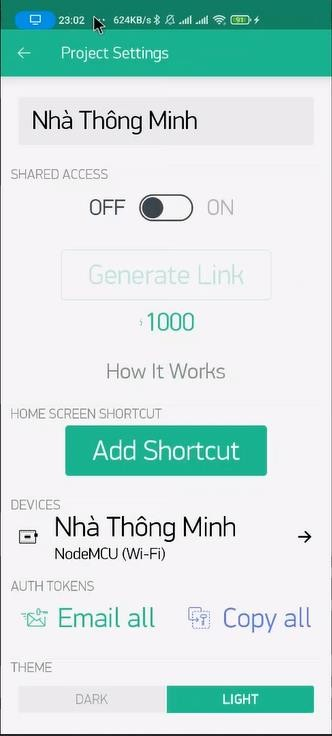 23:02 ... 624KB/s 91
Project Settings
Nhà Thông Minh
SHARED ACCESS
OFF ON
Generate Link
1000
How It Works
HOME SCREEN SHORTCUT
Add Shortcut
DEVICES
Nhà Thông Minh
NodeMCU (Wi-Fi)
AUTH TOKENS
Email all Copy all
THEME
DARK LIGHT